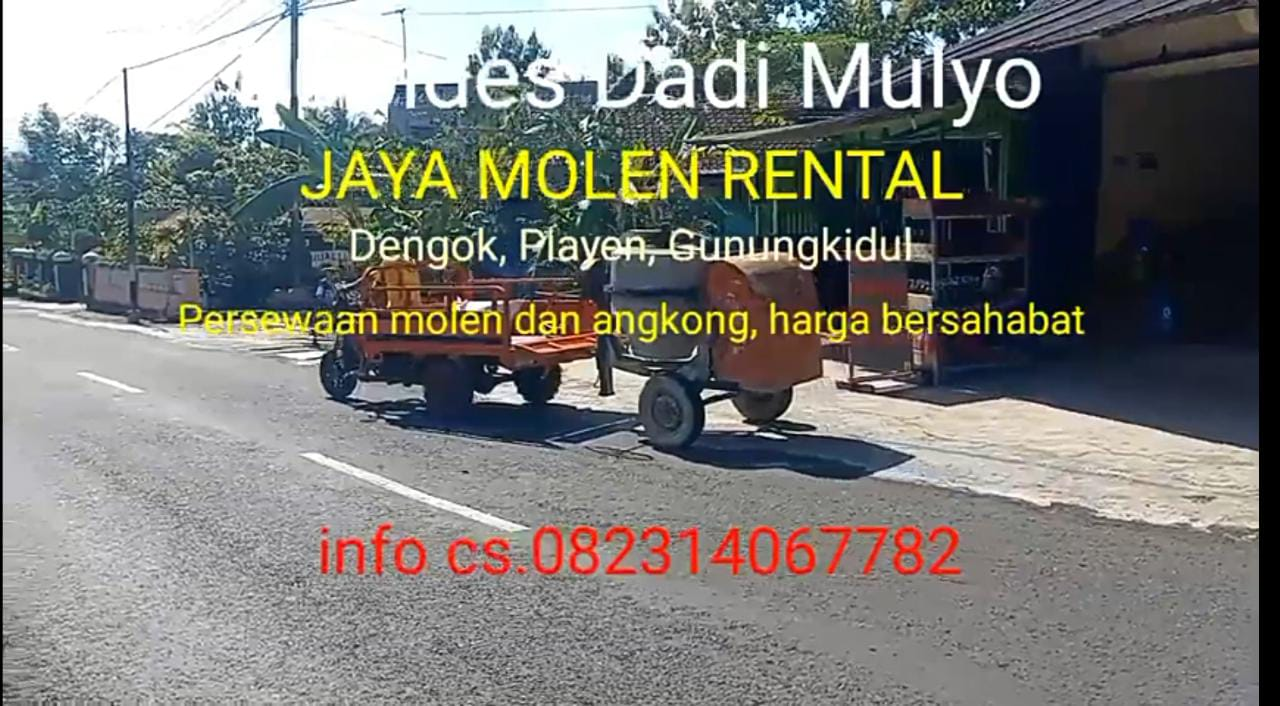 Dadi Mulyo
JAYA MOLEN RENTAL
Dengok, Playen, Gunungkidul
Persewaan molen dan angkong, harga bersahabat
info cs.082314067782